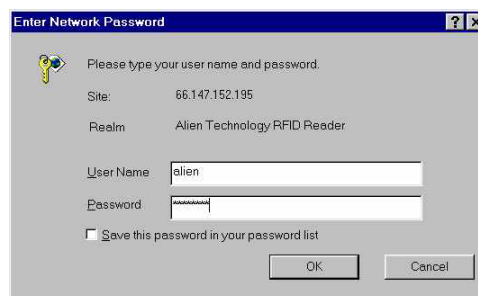 Enter Network Password
Please type your user name and password.
Site: 66.147.152.195
Realm Alien Technology RFID Reader
User Name alien
Password ********
Save this password in your password list
OK Cancel